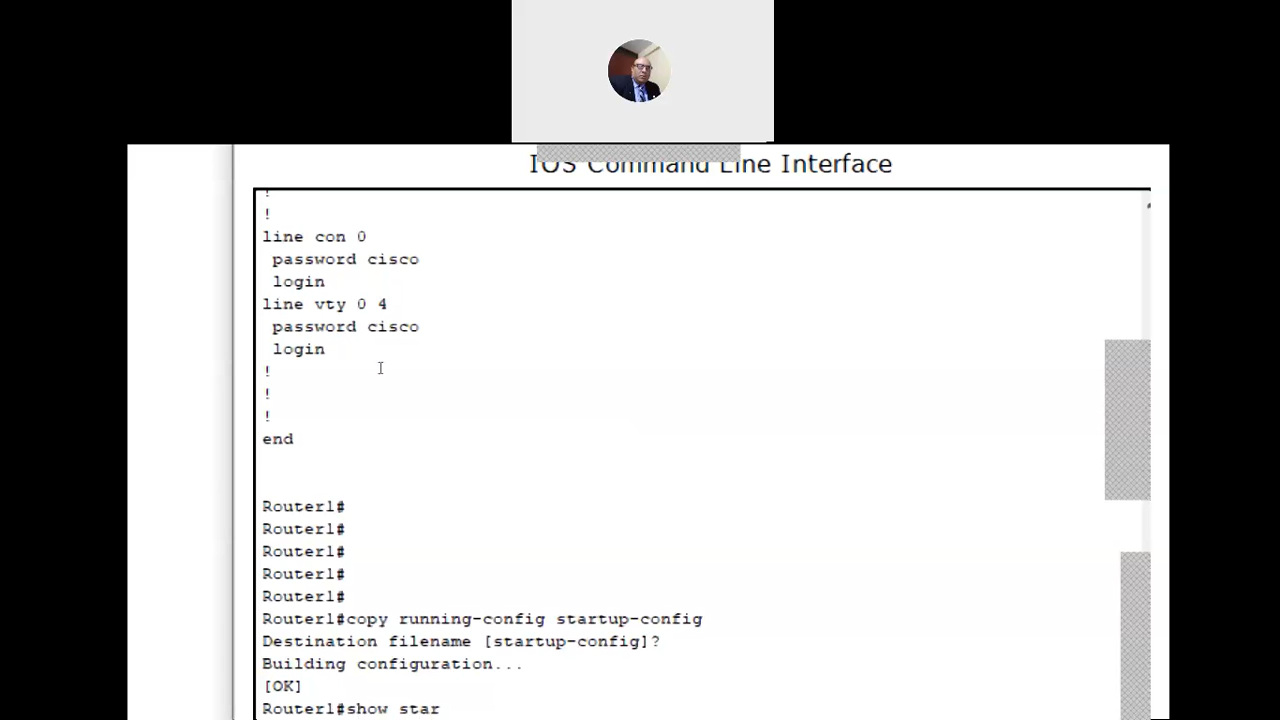 IOS Command Line Interface
!
!
line con 0
password cisco
login
line vty 0 4
password cisco
login
!
!
!
end
Router1#
Router1#
Router1#
Router1#
Router1#
Router1#copy running-config startup-config
Destination filename [startup-config]?
Building configuration...
[OK]
Router1#show star